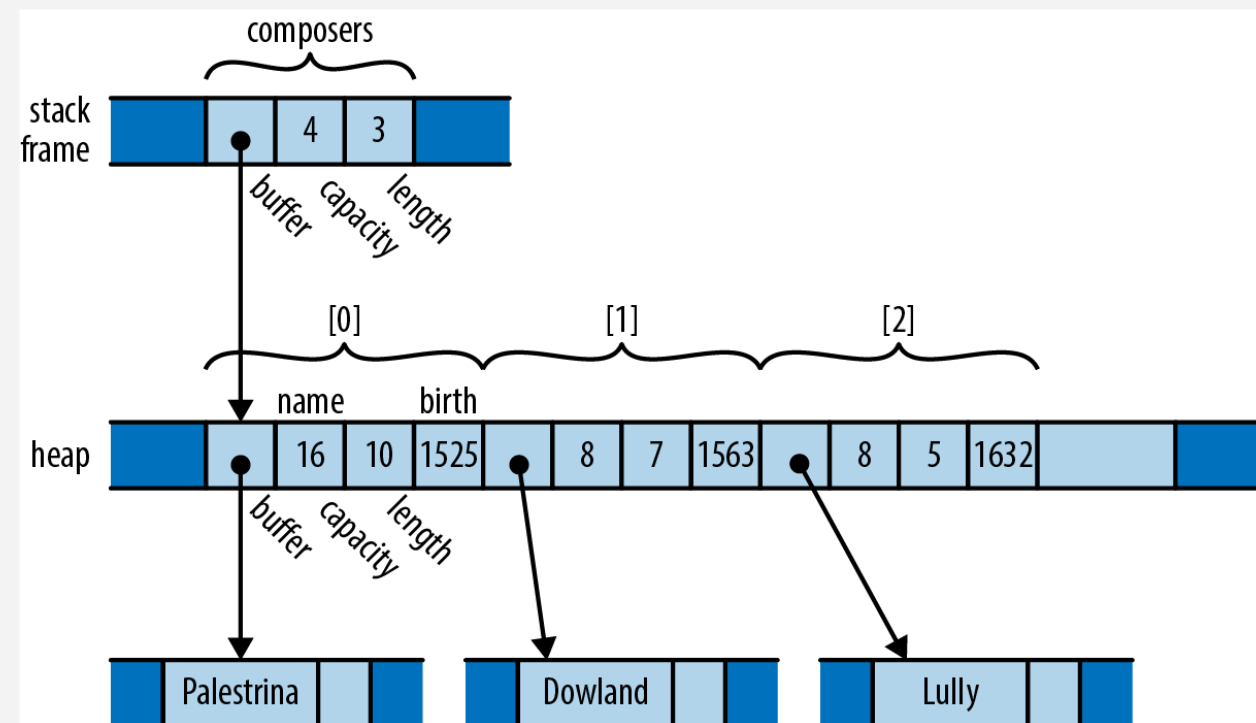 composers
stack
frame
4 3
buffer capacity length
[0] [1] [2]
name birth
heap
16 10 1525 8 7 1563 8 5 1632
buffer capacity length
Palestrina Dowland Lully